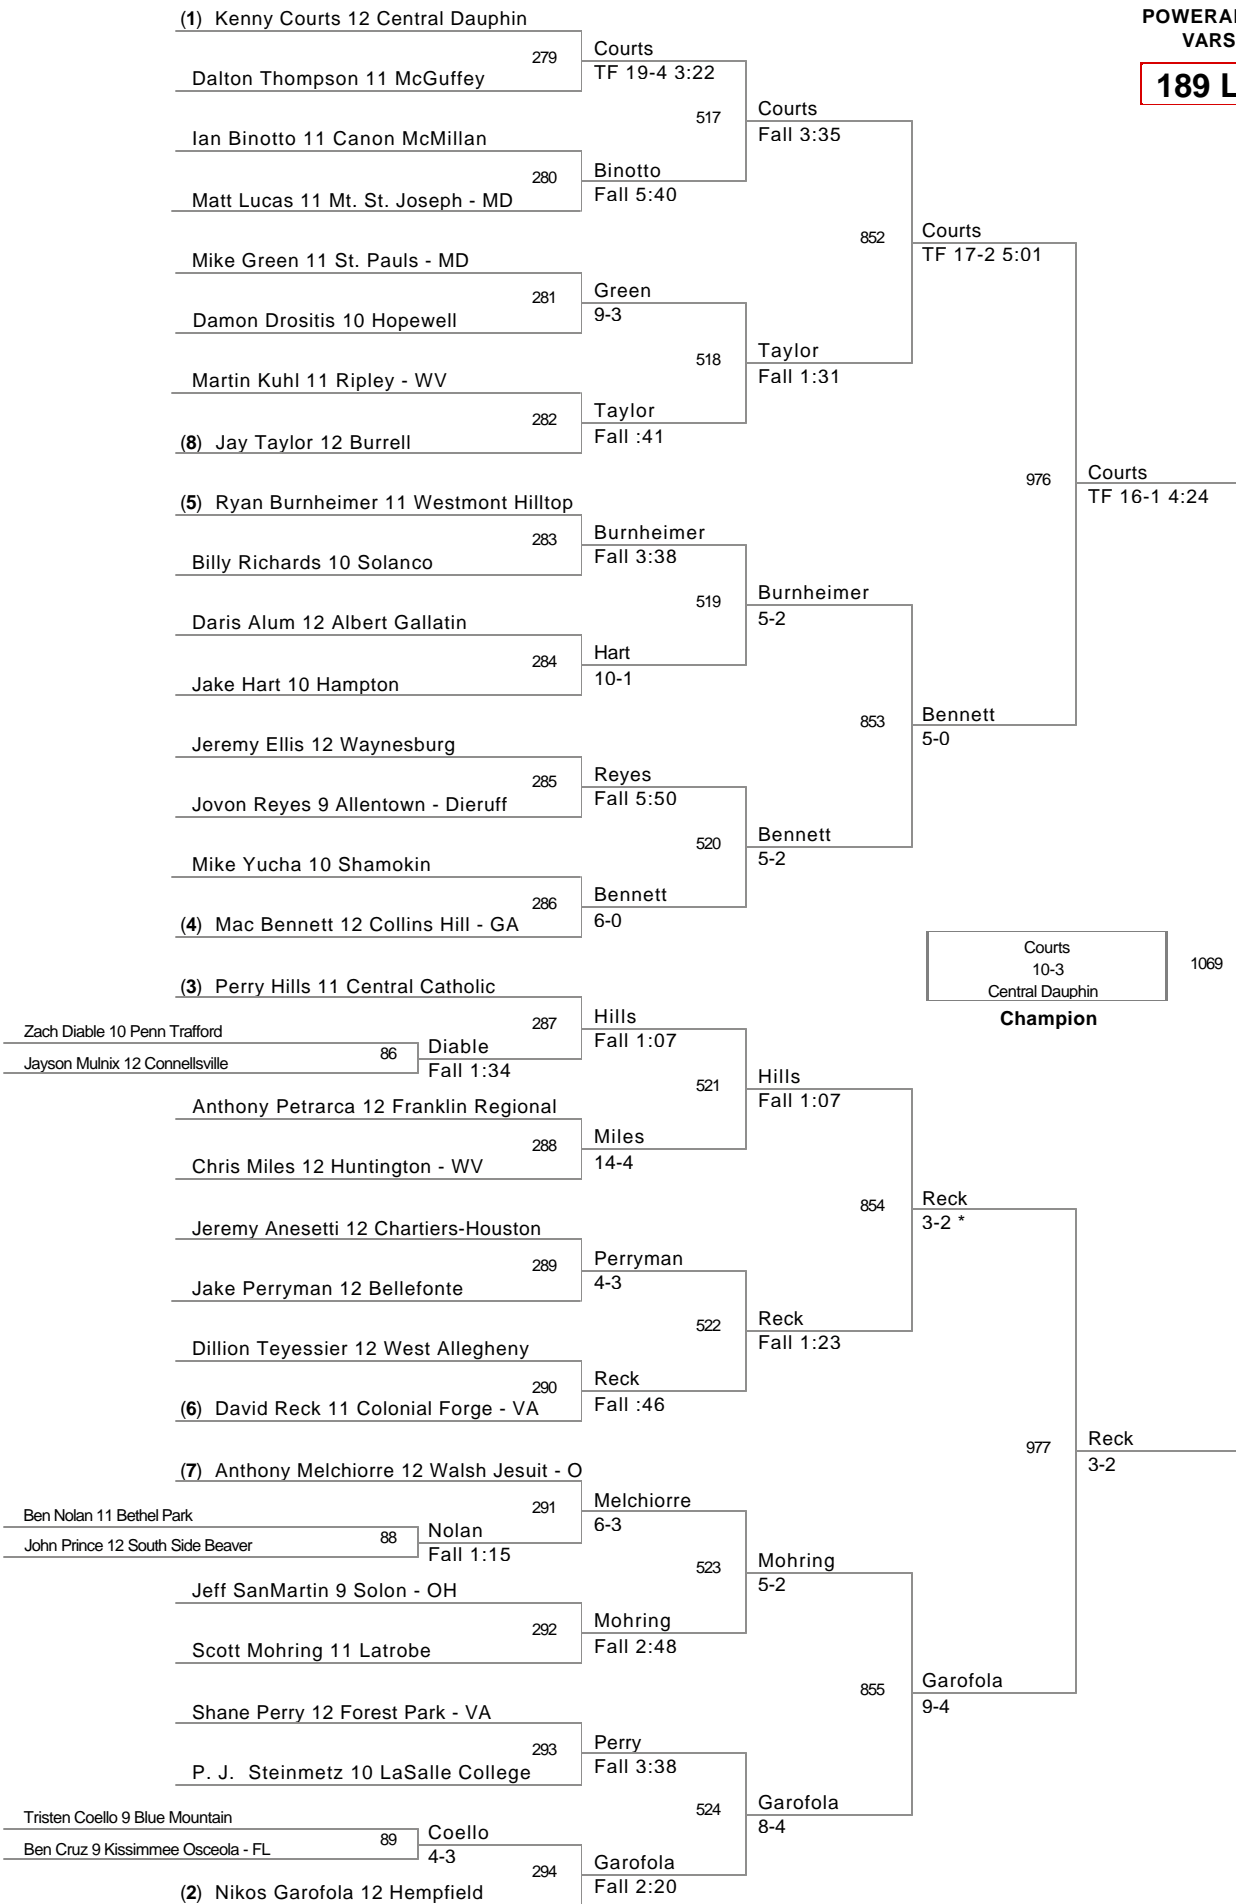 (1) Kenny Courts 12 Central Dauphin
POWERA
VARS
279
Courts
Dalton Thompson 11 McGuffey
TF 19-4 3:22
189 L
517
Courts
Fall 3:35
Ian Binotto 11 Canon McMillan
280
Binotto
Matt Lucas 11 Mt. St. Joseph - MD
Fall 5:40
852
Courts
TF 17-2 5:01
Mike Green 11 St. Pauls - MD
281
Green
9-3
Damon Drositis 10 Hopewell
518
Taylor
Fall 1:31
Martin Kuhl 11 Ripley - WV
282
Taylor
Fall :41
(8) Jay Taylor 12 Burrell
976
Courts
TF 16-1 4:24
(5) Ryan Burnheimer 11 Westmont Hilltop
283
Burnheimer
Fall 3:38
Billy Richards 10 Solanco
519
Burnheimer
5-2
Daris Alum 12 Albert Gallatin
284
Hart
10-1
Jake Hart 10 Hampton
853
Bennett
5-0
Jeremy Ellis 12 Waynesburg
285
Reyes
Fall 5:50
Jovon Reyes 9 Allentown - Dieruff
520
Bennett
5-2
Mike Yucha 10 Shamokin
286
Bennett
6-0
(4) Mac Bennett 12 Collins Hill - GA
Courts
10-3
Central Dauphin
1069
Champion
(3) Perry Hills 11 Central Catholic
287
Hills
Fall 1:07
Zach Diable 10 Penn Trafford
86
Diable
Jayson Mulnix 12 Connellsville
Fall 1:34
521
Hills
Fall 1:07
Anthony Petrarca 12 Franklin Regional
288
Miles
14-4
Chris Miles 12 Huntington - WV
854
Reck
3-2 *
Jeremy Anesetti 12 Chartiers-Houston
289
Perryman
4-3
Jake Perryman 12 Bellefonte
522
Reck
Fall 1:23
Dillion Teyessier 12 West Allegheny
290
Reck
Fall :46
(6) David Reck 11 Colonial Forge - VA
977
Reck
3-2
(7) Anthony Melchiorre 12 Walsh Jesuit - O
291
Melchiorre
6-3
Ben Nolan 11 Bethel Park
88
Nolan
John Prince 12 South Side Beaver
Fall 1:15
523
Mohring
5-2
Jeff SanMartin 9 Solon - OH
292
Mohring
Fall 2:48
Scott Mohring 11 Latrobe
855
Garofola
9-4
Shane Perry 12 Forest Park - VA
293
Perry
Fall 3:38
P. J. Steinmetz 10 LaSalle College
524
Garofola
8-4
Tristen Coello 9 Blue Mountain
89
Coello
Ben Cruz 9 Kissimmee Osceola - FL
4-3
294
Garofola
Fall 2:20
(2) Nikos Garofola 12 Hempfield